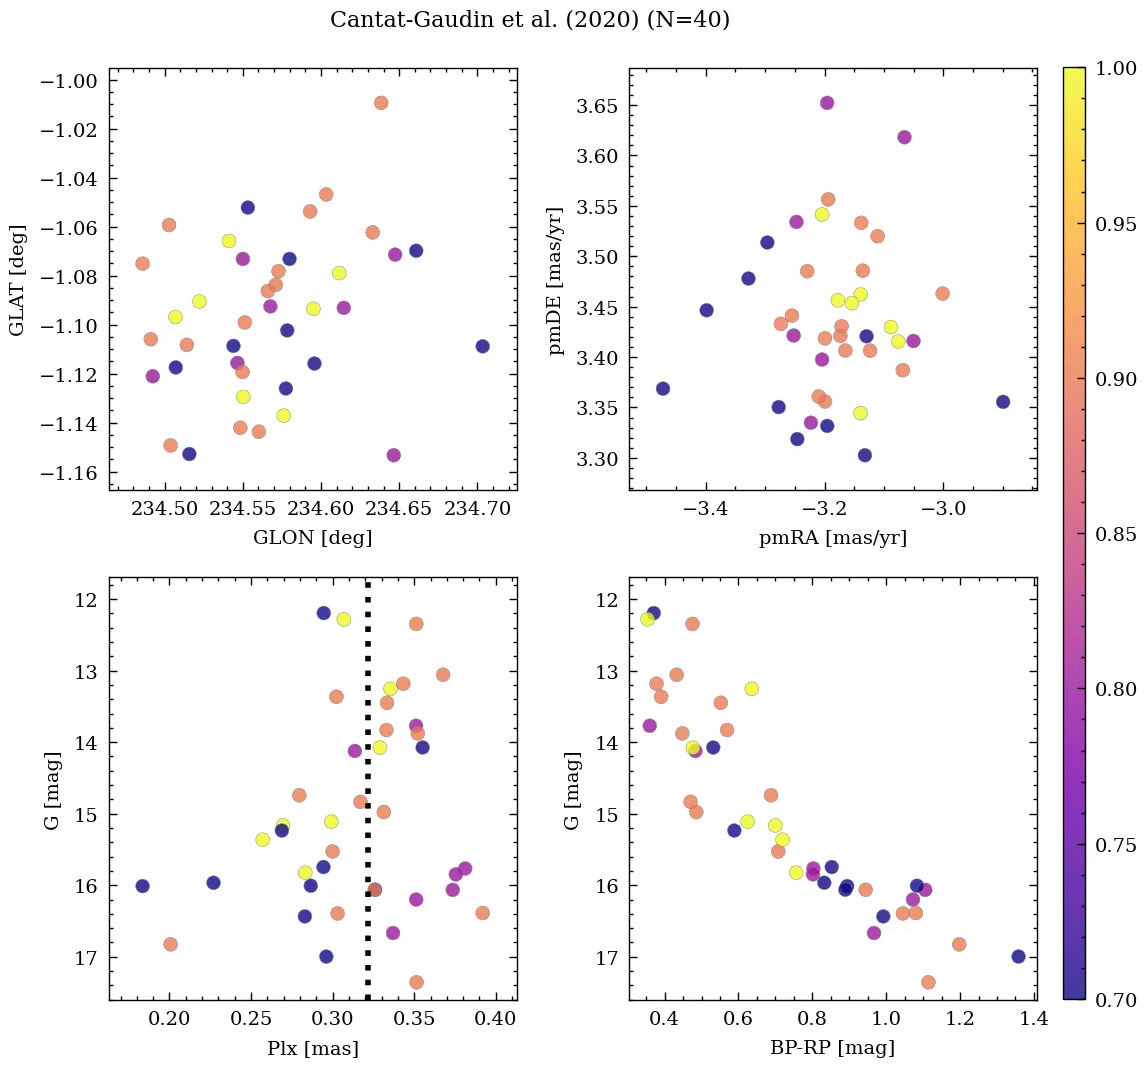 Cantat-Gaudin et al. (2020) (N=40)
−1.00
−1.02
−1.04
−1.06
−1.08
−1.10
−1.12
−1.14
−1.16
GLAT [deg]
234.50 234.55 234.60 234.65 234.70
GLON [deg]
3.65
3.60
3.55
3.50
3.45
3.40
3.35
3.30
pmDE [mas/yr]
−3.4 −3.2 −3.0
pmRA [mas/yr]
12
13
14
15
16
17
G [mag]
0.20 0.25 0.30 0.35 0.40
Plx [mas]
12
13
14
15
16
17
G [mag]
0.4 0.6 0.8 1.0 1.2 1.4
BP-RP [mag]
1.00
0.95
0.90
0.85
0.80
0.75
0.70